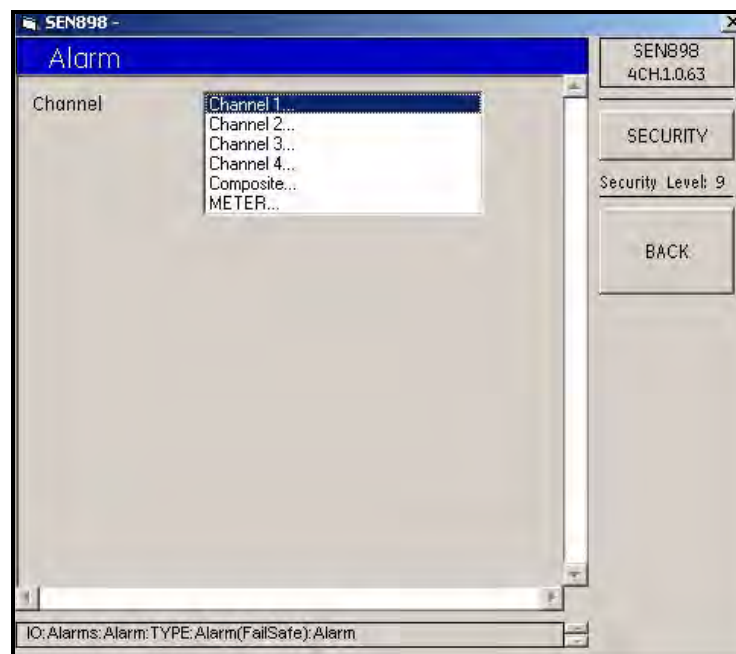 SEN898 -
Alarm
SEN898
4CH.1.0.63
Channel
Channel 1...
Channel 2...
Channel 3...
Channel 4...
Composite...
METER...
SECURITY
Security Level: 9
BACK
IO:Alarms:Alarm:TYPE:Alarm(FailSafe):Alarm